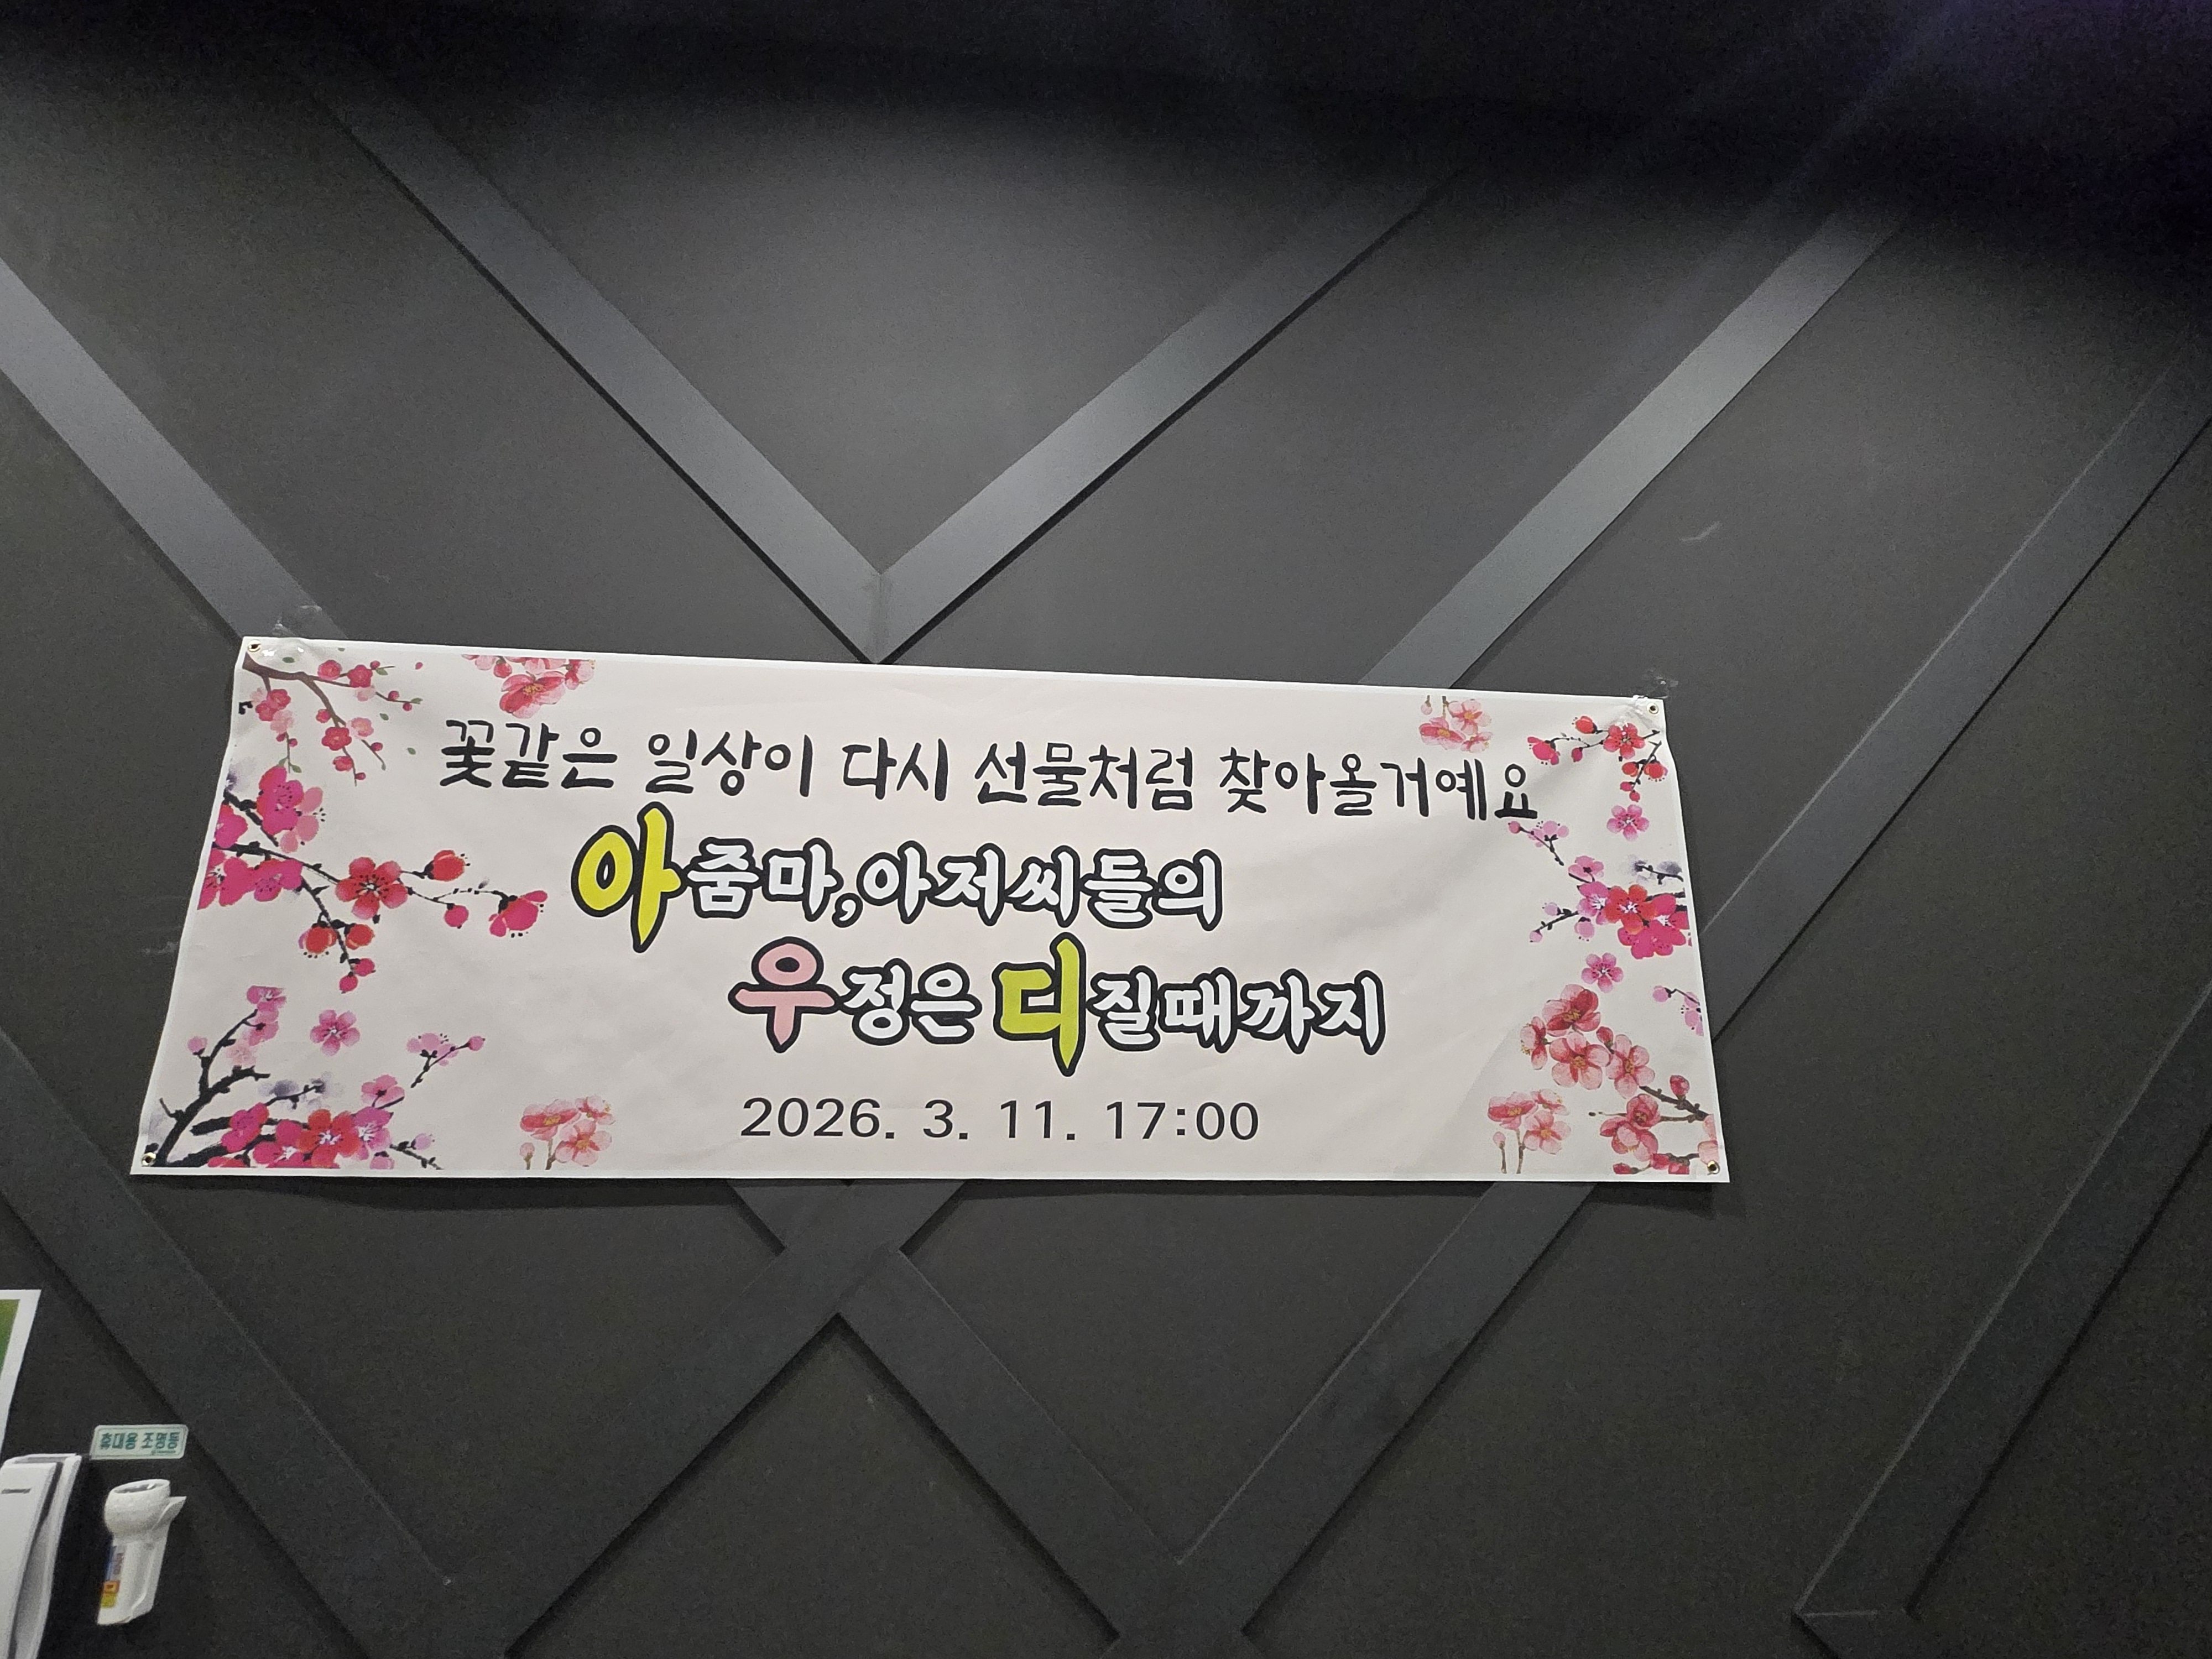 꽃같은 일상이 다시 선물처럼 찾아올거예요
아줌마,아저씨들의
우정은 디질때까지
2026. 3. 11. 17:00
휴대용 조명등